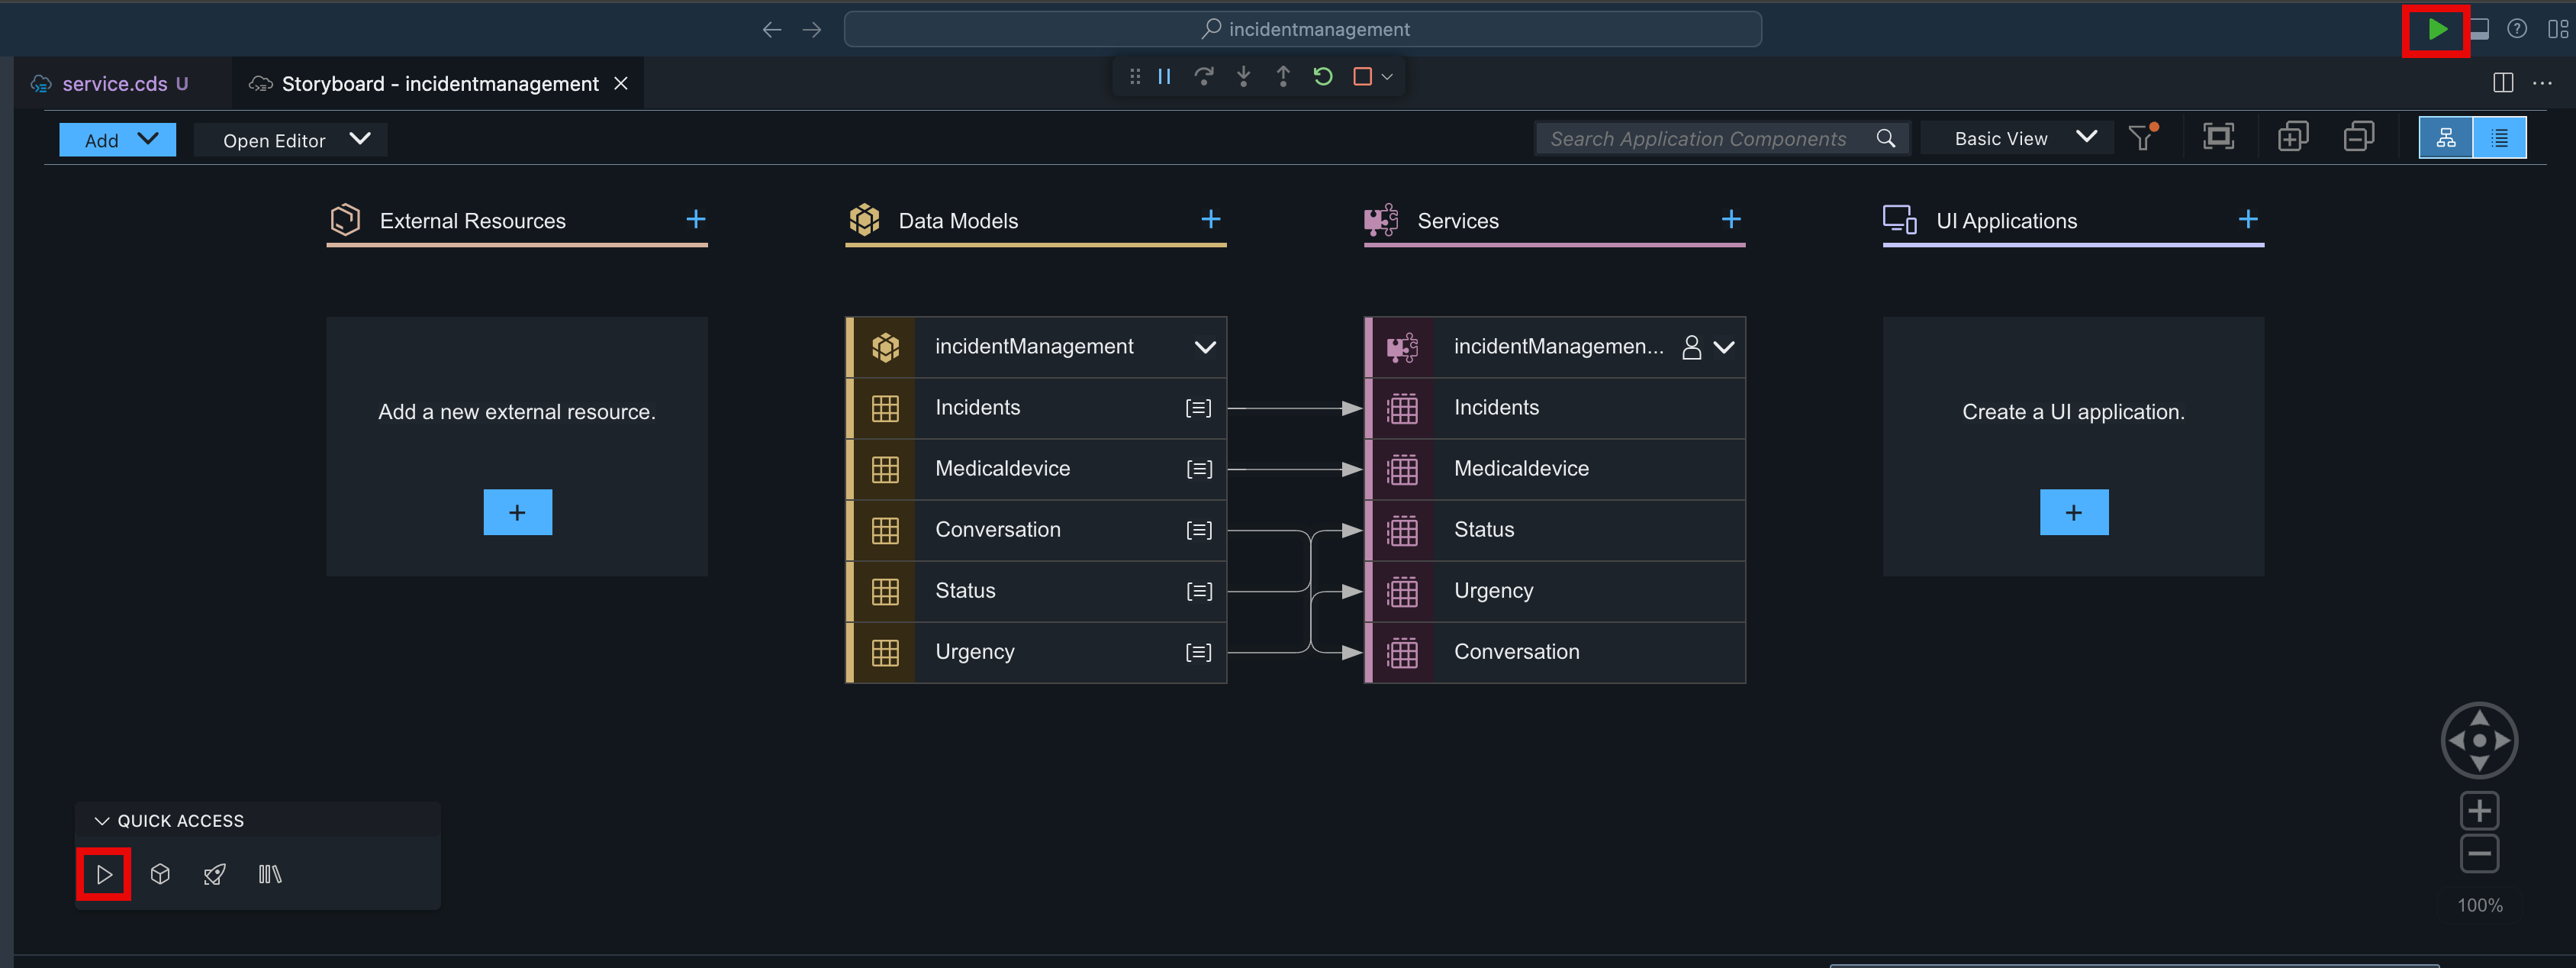 incidentmanagement
service.cds U
Storyboard - incidentmanagement
Add
Open Editor
Search Application Components
Basic View
External Resources
Data Models
Services
UI Applications
Add a new external resource.
incidentManagement
Incidents
Medicaldevice
Conversation
Status
Urgency
incidentManagemen...
Incidents
Medicaldevice
Status
Urgency
Conversation
Create a UI application.
QUICK ACCESS
100%